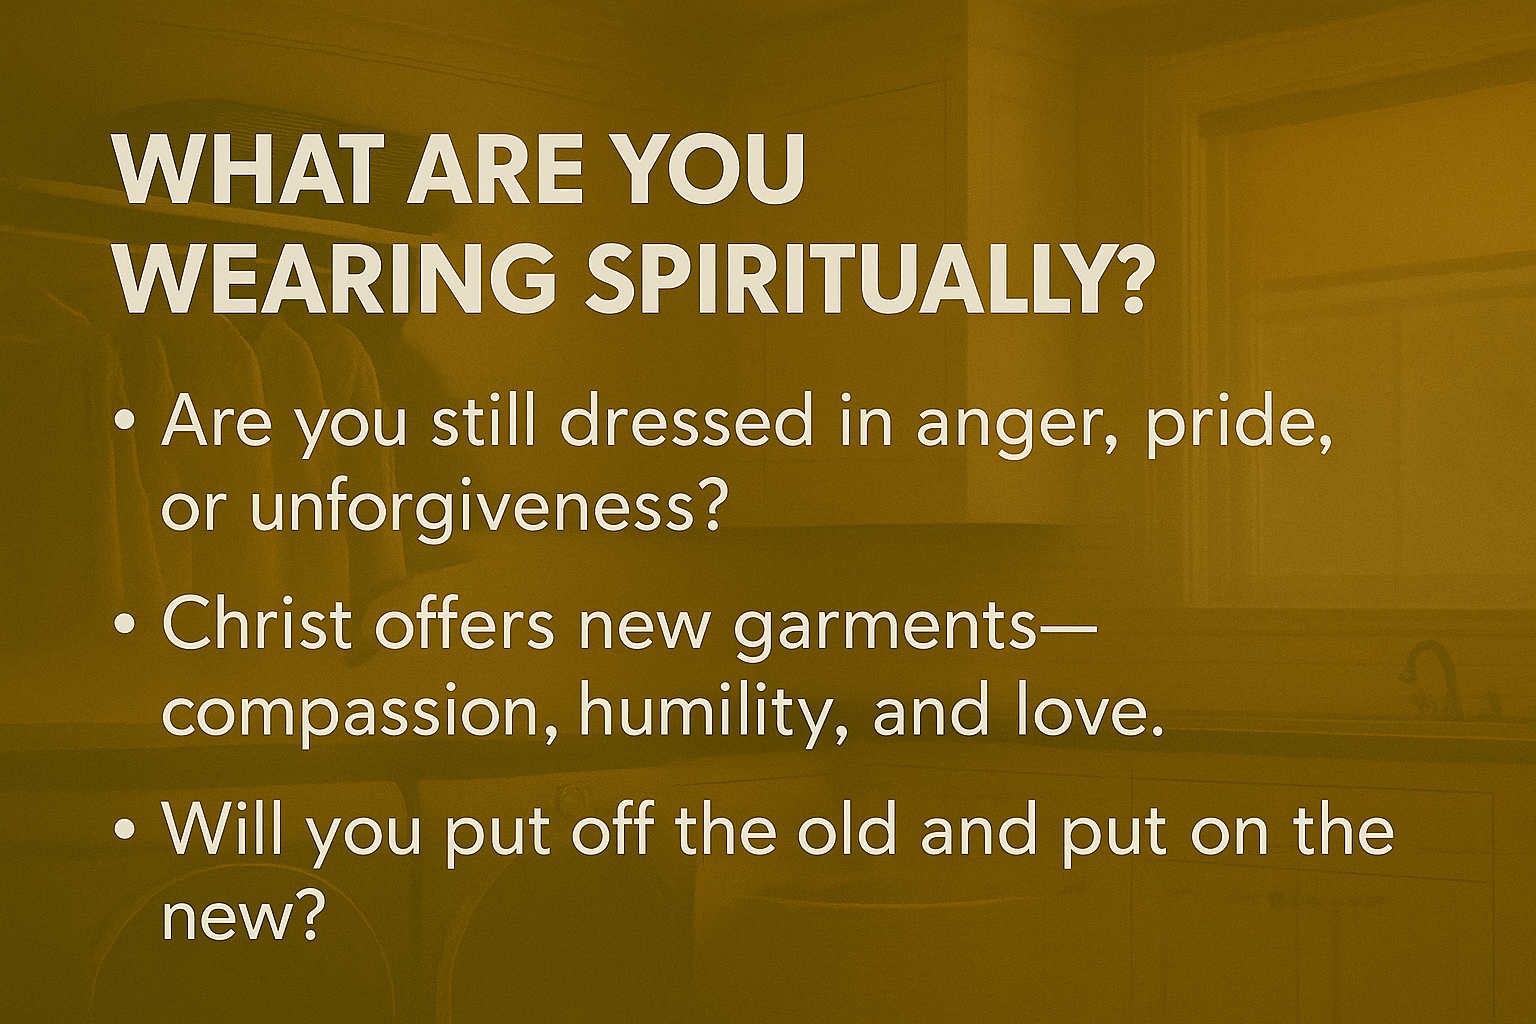 WHAT ARE YOU
WEARING SPIRITUALLY?
• Are you still dressed in anger, pride,
or unforgiveness?
• Christ offers new garments—
compassion, humility, and love.
• Will you put off the old and put on the
new?